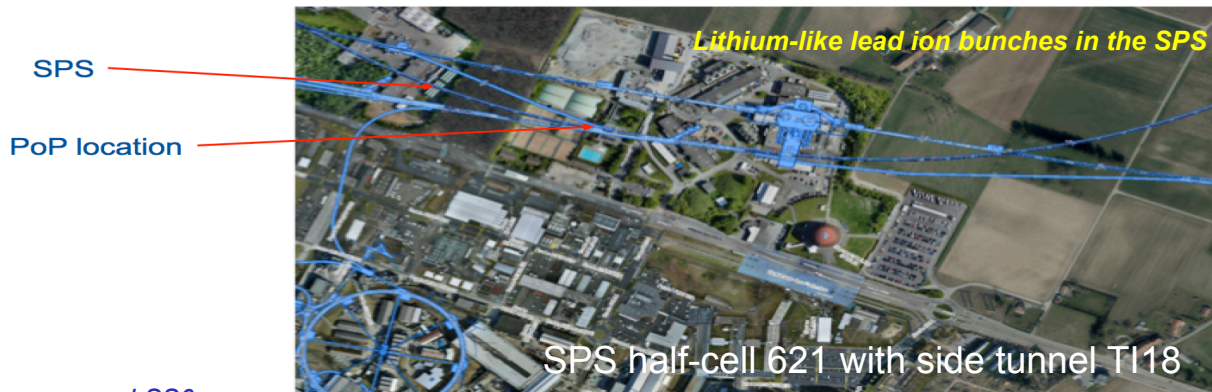 Lithium-like lead ion bunches in the SPS
SPS
PoP location
SPS half-cell 621 with side tunnel TI18